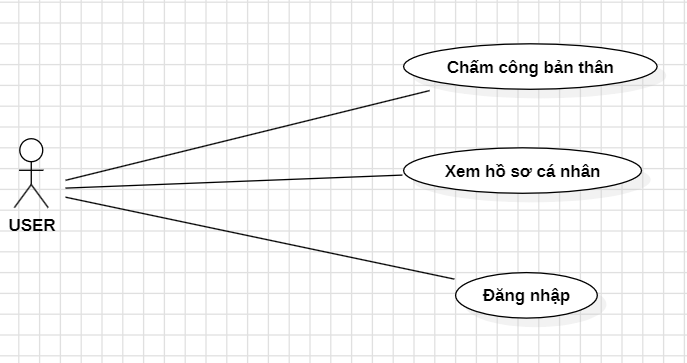 Chấm công bản thân
Xem hồ sơ cá nhân
USER
Đăng nhập